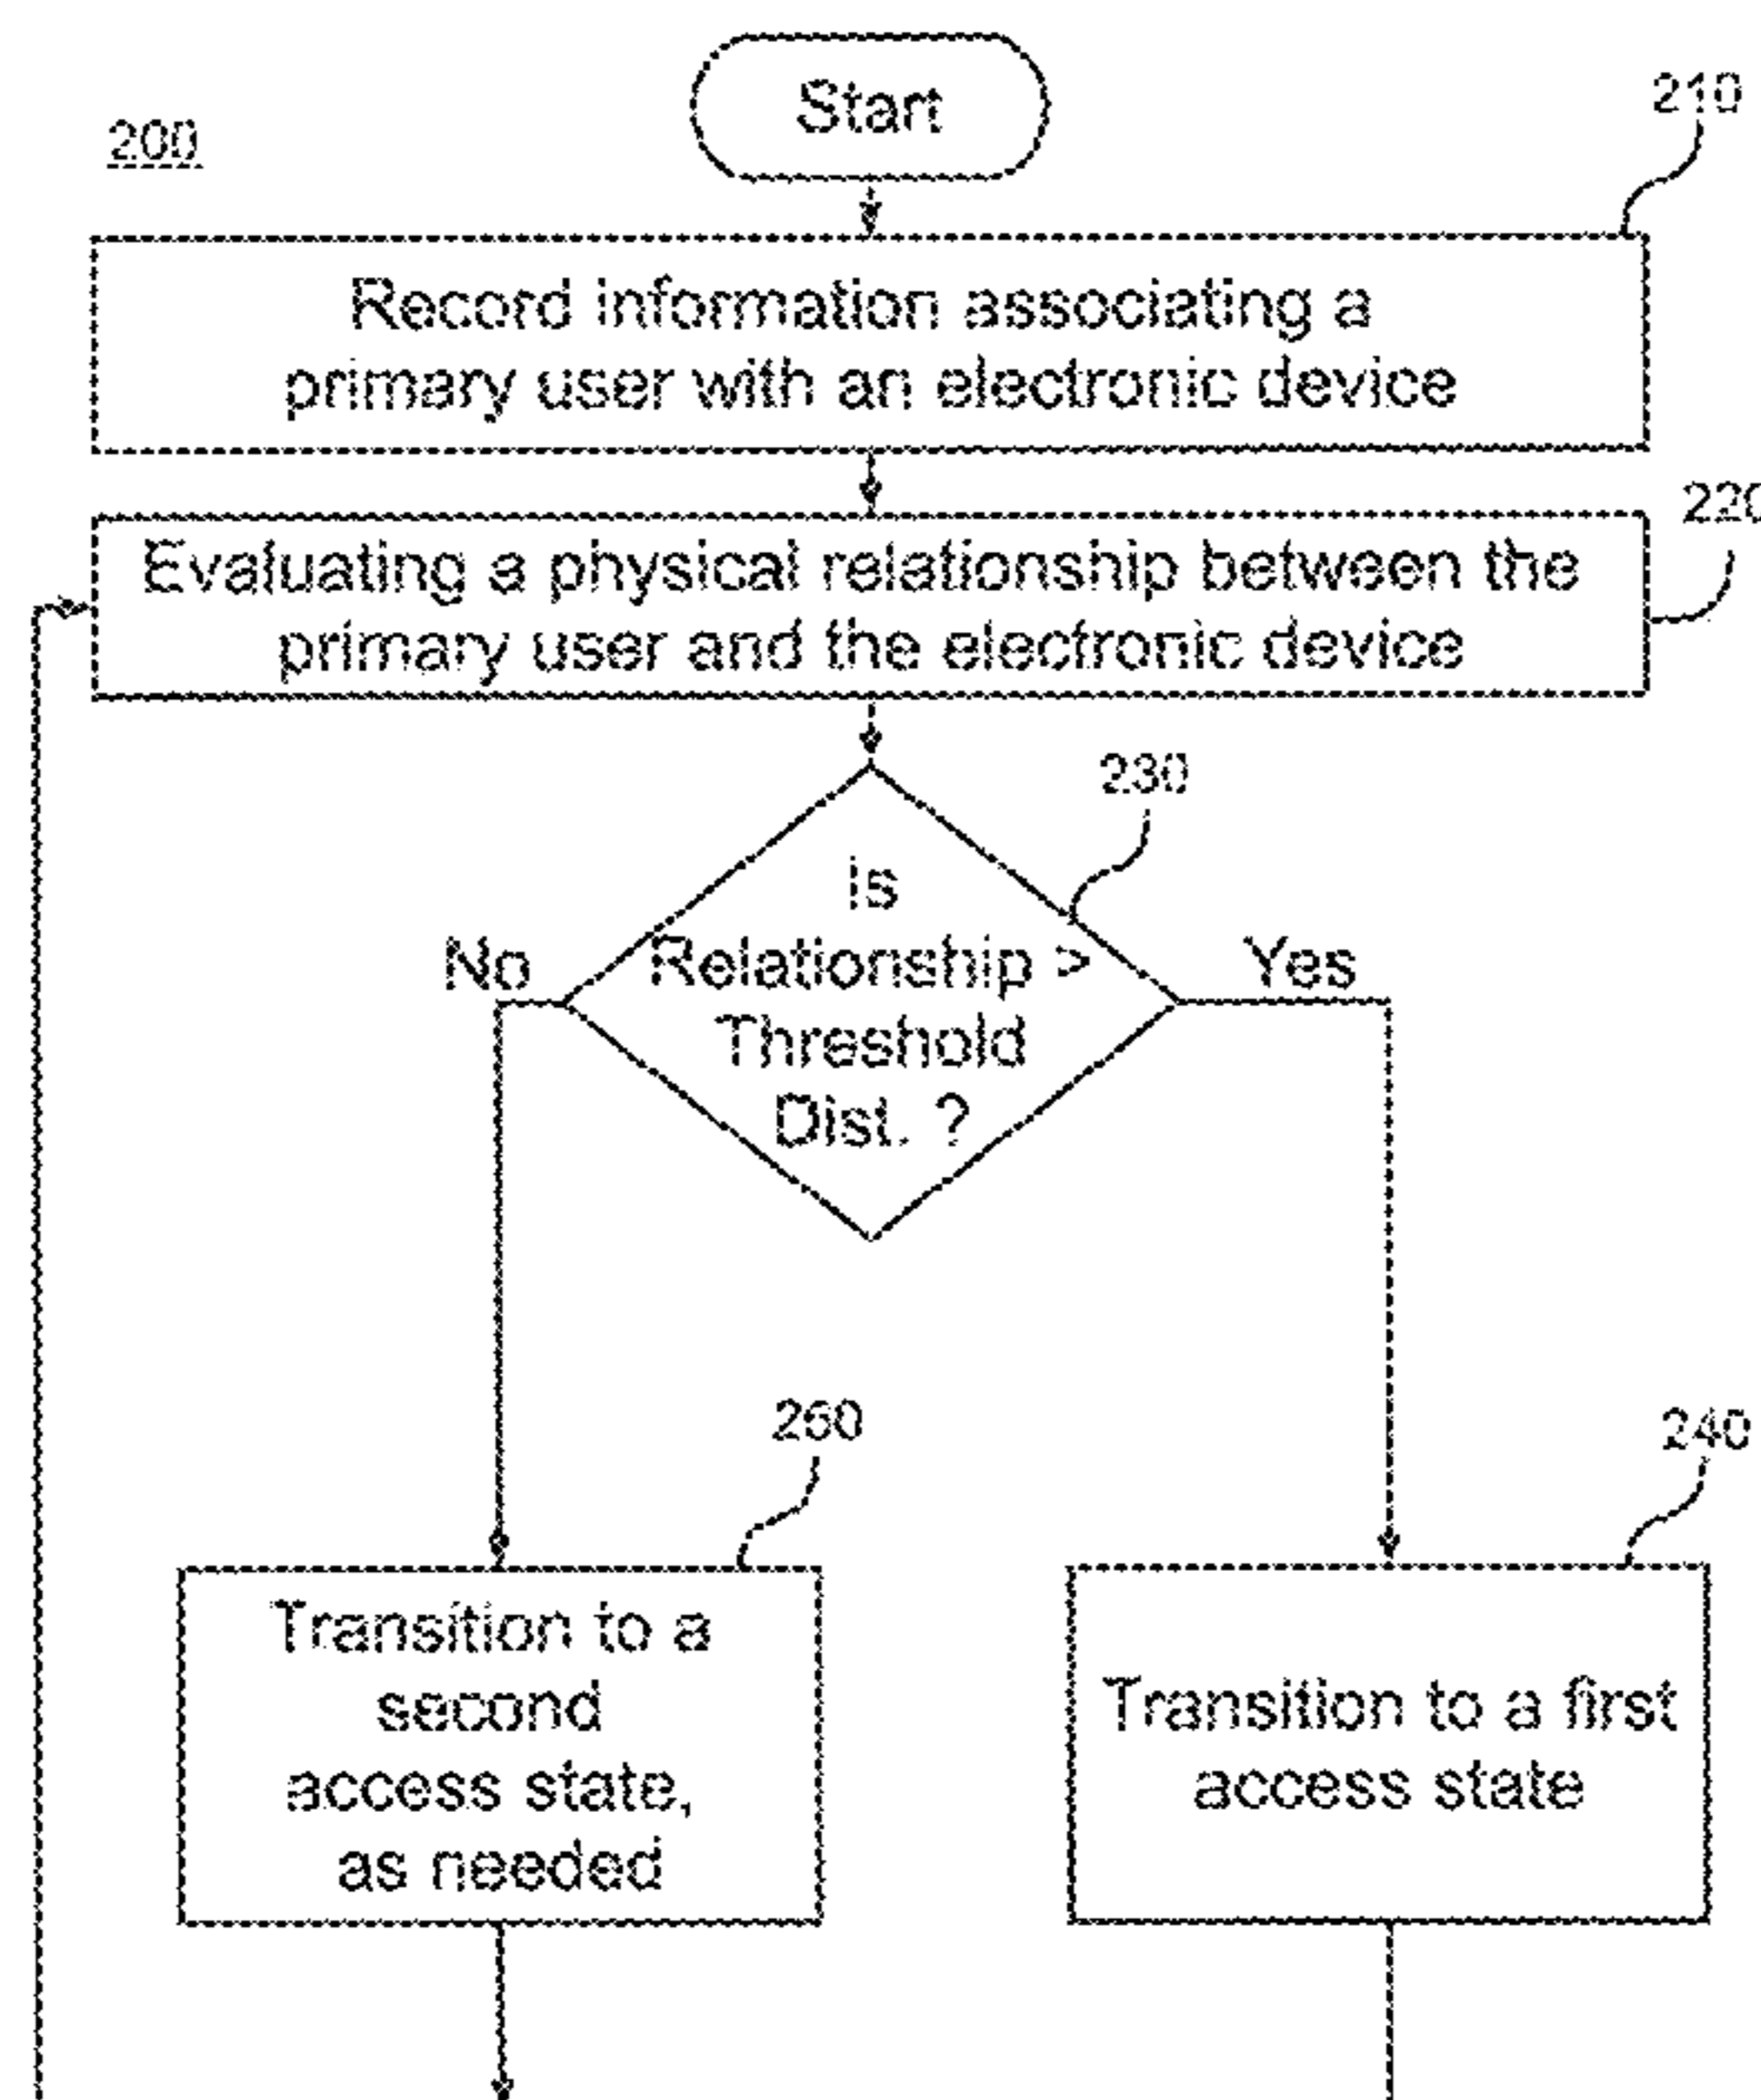 Start
200
210
Record information associating a
primary user with an electronic device
220
Evaluating a physical relationship between the
primary user and the electronic device
230
is
Relationship >
Threshold
Dist. ?
No
Yes
260
240
Transition to a
second
access state,
as needed
Transition to a first
access state